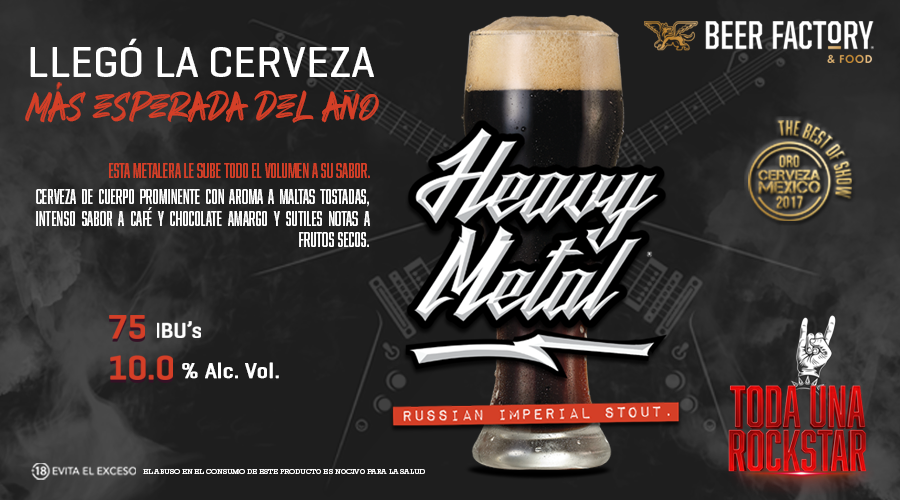 LLEGÓ LA CERVEZA
MÁS ESPERADA DEL AÑO
ESTA METALERA LE SUBE TODO EL VOLUMEN A SU SABOR.
CERVEZA DE CUERPO PROMINENTE CON AROMA A MALTAS TOSTADAS,
INTENSO SABOR A CAFÉ Y CHOCOLATE AMARGO Y SUTILES NOTAS A
FRUTOS SECOS.
75 IBU's
10.0 % Alc. Vol.
Heavy
Metal
RUSSIAN IMPERIAL STOUT.
BEER FACTORY
& FOOD
THE BEST OF SHOW
ORO
CERVEZA
MEXICO
2017
TODA UNA
ROCKSTAR
18 EVITA EL EXCESO
EL ABUSO EN EL CONSUMO DE ESTE PRODUCTO ES NOCIVO PARA LA SALUD